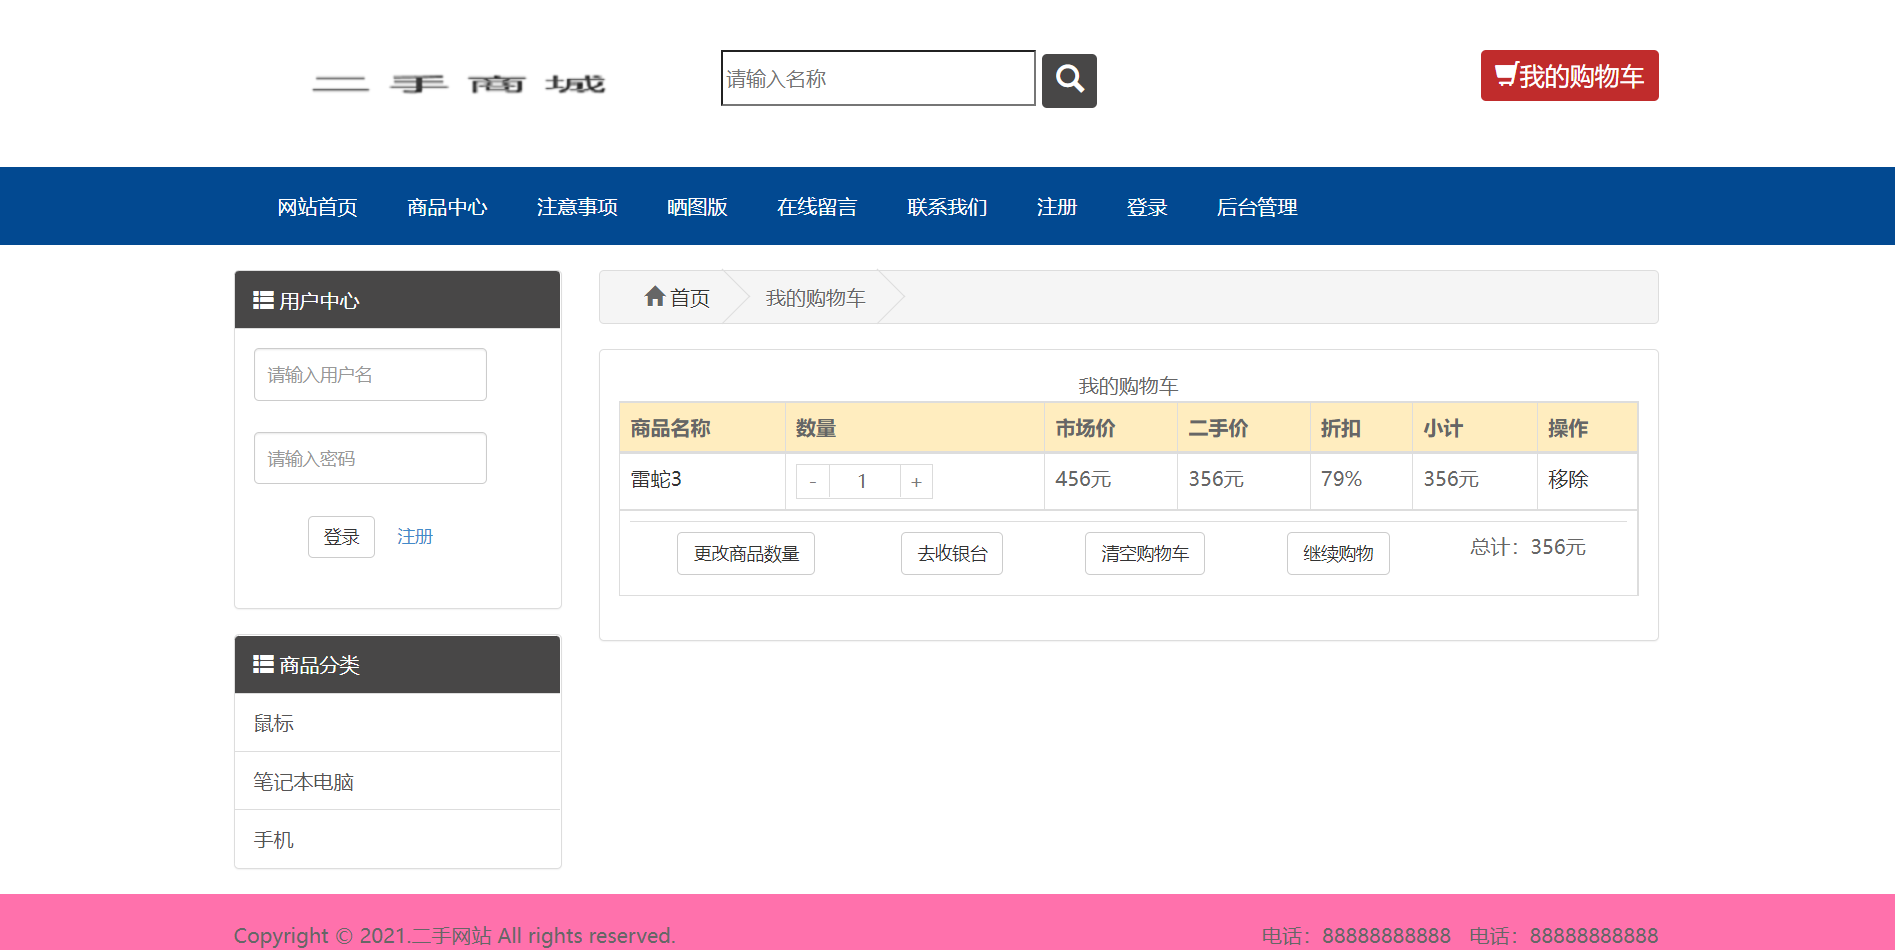 二手商城
请输入名称
我的购物车
网站首页 商品中心 注意事项 晒图版 在线留言 联系我们 注册 登录 后台管理
用户中心
请输入用户名
请输入密码
登录 注册
商品分类
鼠标
笔记本电脑
手机
首页 我的购物车
我的购物车
商品名称 数量 市场价 二手价 折扣 小计 操作
雷蛇3 - 1 + 456元 356元 79% 356元 移除
更改商品数量 去收银台 清空购物车 继续购物 总计：356元
Copyright © 2021.二手网站 All rights reserved. 电话：88888888888 电话：88888888888